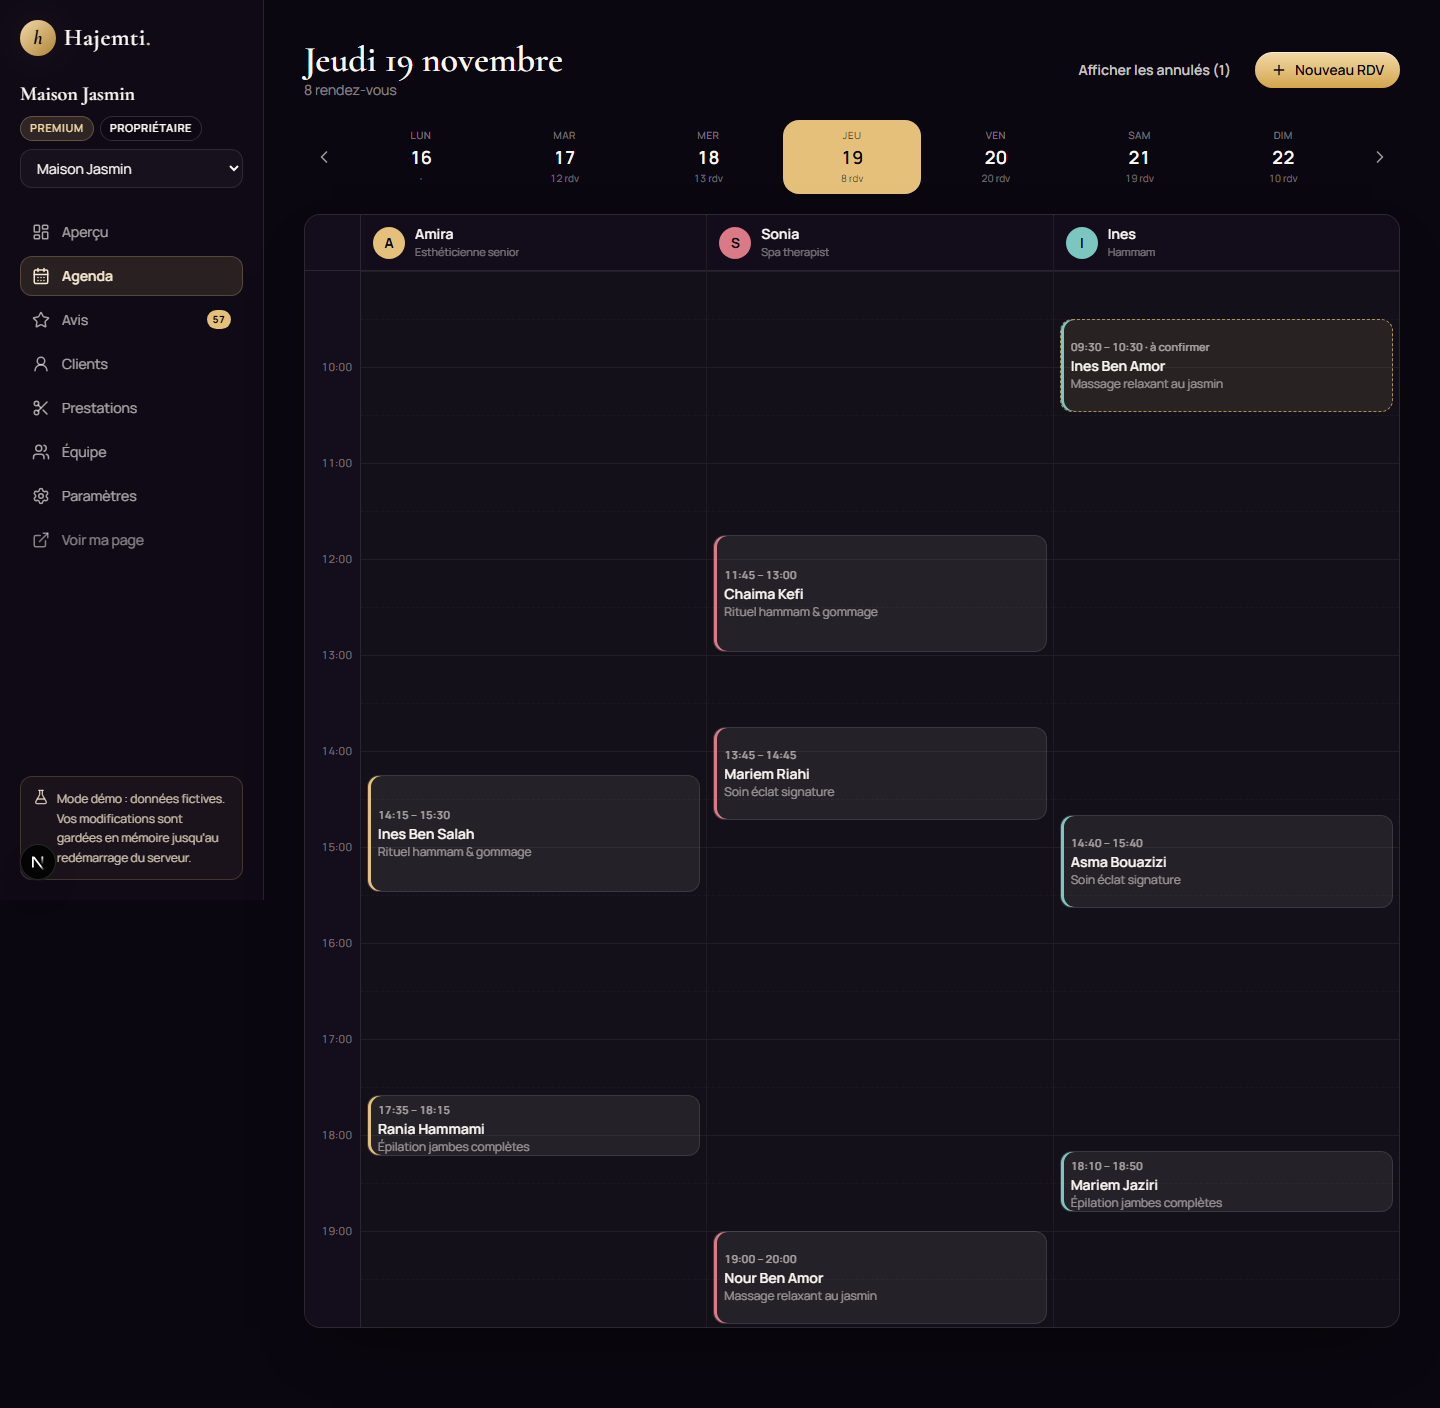 h Hajemti.
Maison Jasmin
PREMIUM PROPRIÉTAIRE
Maison Jasmin
Aperçu
Agenda
Avis 57
Clients
Prestations
Équipe
Paramètres
Voir ma page
Mode démo : données fictives.
Vos modifications sont
gardées en mémoire jusqu'au
redémarrage du serveur.
N
Jeudi 19 novembre
8 rendez-vous
Afficher les annulés (1)
+ Nouveau RDV
LUN MAR MER JEU VEN SAM DIM
16 17 18 19 20 21 22
· 12 rdv 13 rdv 8 rdv 20 rdv 19 rdv 10 rdv
A Amira
Esthéticienne senior
S Sonia
Spa therapist
I Ines
Hammam
09:30 – 10:30 · à confirmer
Ines Ben Amor
Massage relaxant au jasmin
10:00
11:00
12:00
11:45 – 13:00
Chaima Kefi
Rituel hammam & gommage
13:00
14:00
13:45 – 14:45
Mariem Riahi
Soin éclat signature
14:15 – 15:30
Ines Ben Salah
Rituel hammam & gommage
14:40 – 15:40
Asma Bouazizi
Soin éclat signature
15:00
16:00
17:00
17:35 – 18:15
Rania Hammami
Épilation jambes complètes
18:00
18:10 – 18:50
Mariem Jaziri
Épilation jambes complètes
19:00
19:00 – 20:00
Nour Ben Amor
Massage relaxant au jasmin